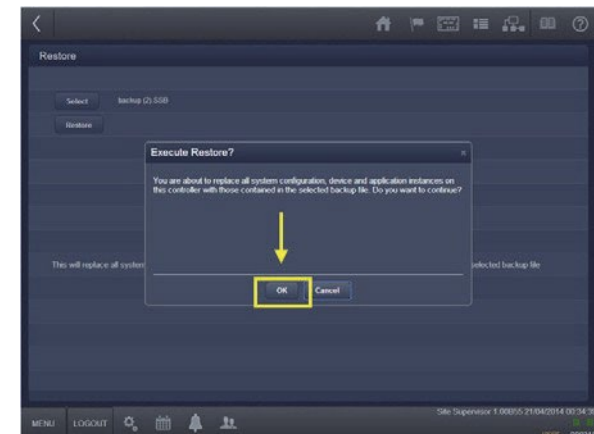 Restore
Select backup (2).SSB
Restore
Execute Restore?
You are about to replace all system configuration, device and application instances on
this controller with those contained in the selected backup file. Do you want to continue?
This will replace all system
selected backup file
OK Cancel
Site Supervisor 1.00B55 21/04/2014 00:34:35
MENU LOGOUT